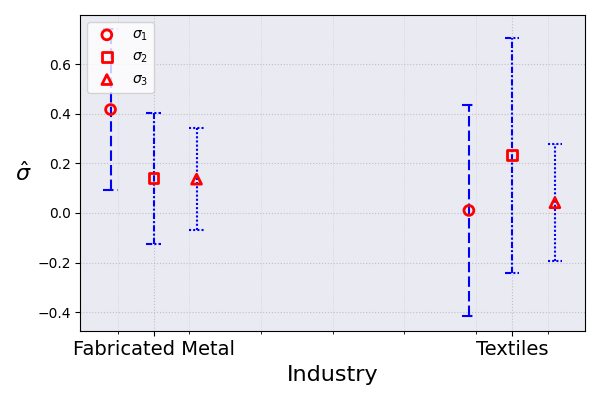 σ₁
σ₂
σ₃
0.6
0.4
0.2
0.0
−0.2
−0.4
σ̂
Fabricated Metal
Textiles
Industry